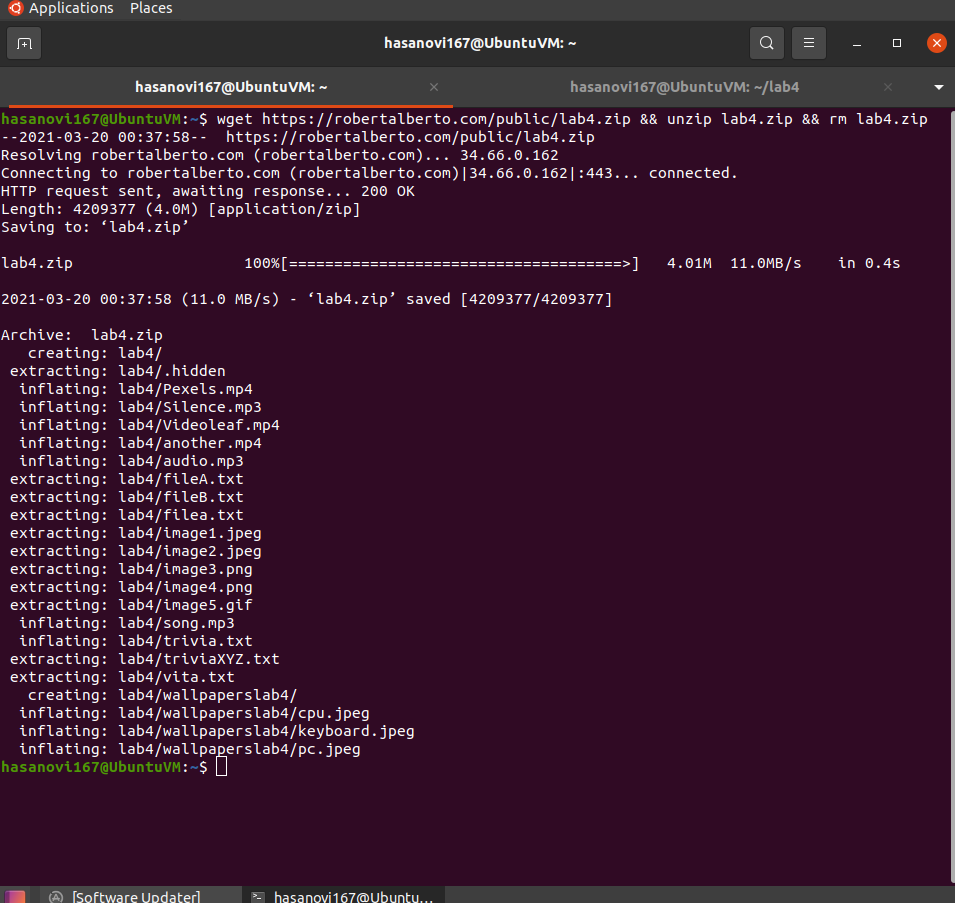 Applications Places
hasanovi167@UbuntuVM: ~
hasanovi167@UbuntuVM: ~ × hasanovi167@UbuntuVM: ~/lab4 ×
hasanovi167@UbuntuVM:~$ wget https://robertalberto.com/public/lab4.zip && unzip lab4.zip && rm lab4.zip
--2021-03-20 00:37:58--  https://robertalberto.com/public/lab4.zip
Resolving robertalberto.com (robertalberto.com)... 34.66.0.162
Connecting to robertalberto.com (robertalberto.com)|34.66.0.162|:443... connected.
HTTP request sent, awaiting response... 200 OK
Length: 4209377 (4.0M) [application/zip]
Saving to: ‘lab4.zip’
lab4.zip                   100%[=====================================>]   4.01M  11.0MB/s    in 0.4s
2021-03-20 00:37:58 (11.0 MB/s) - ‘lab4.zip’ saved [4209377/4209377]
Archive:  lab4.zip
   creating: lab4/
 extracting: lab4/.hidden
  inflating: lab4/Pexels.mp4
  inflating: lab4/Silence.mp3
  inflating: lab4/Videoleaf.mp4
  inflating: lab4/another.mp4
  inflating: lab4/audio.mp3
 extracting: lab4/fileA.txt
 extracting: lab4/fileB.txt
 extracting: lab4/filea.txt
 extracting: lab4/image1.jpeg
 extracting: lab4/image2.jpeg
 extracting: lab4/image3.png
 extracting: lab4/image4.png
 extracting: lab4/image5.gif
  inflating: lab4/song.mp3
  inflating: lab4/trivia.txt
 extracting: lab4/triviaXYZ.txt
 extracting: lab4/vita.txt
   creating: lab4/wallpaperslab4/
  inflating: lab4/wallpaperslab4/cpu.jpeg
  inflating: lab4/wallpaperslab4/keyboard.jpeg
  inflating: lab4/wallpaperslab4/pc.jpeg
hasanovi167@UbuntuVM:~$
[Software Updater] hasanovi167@Ubuntu...